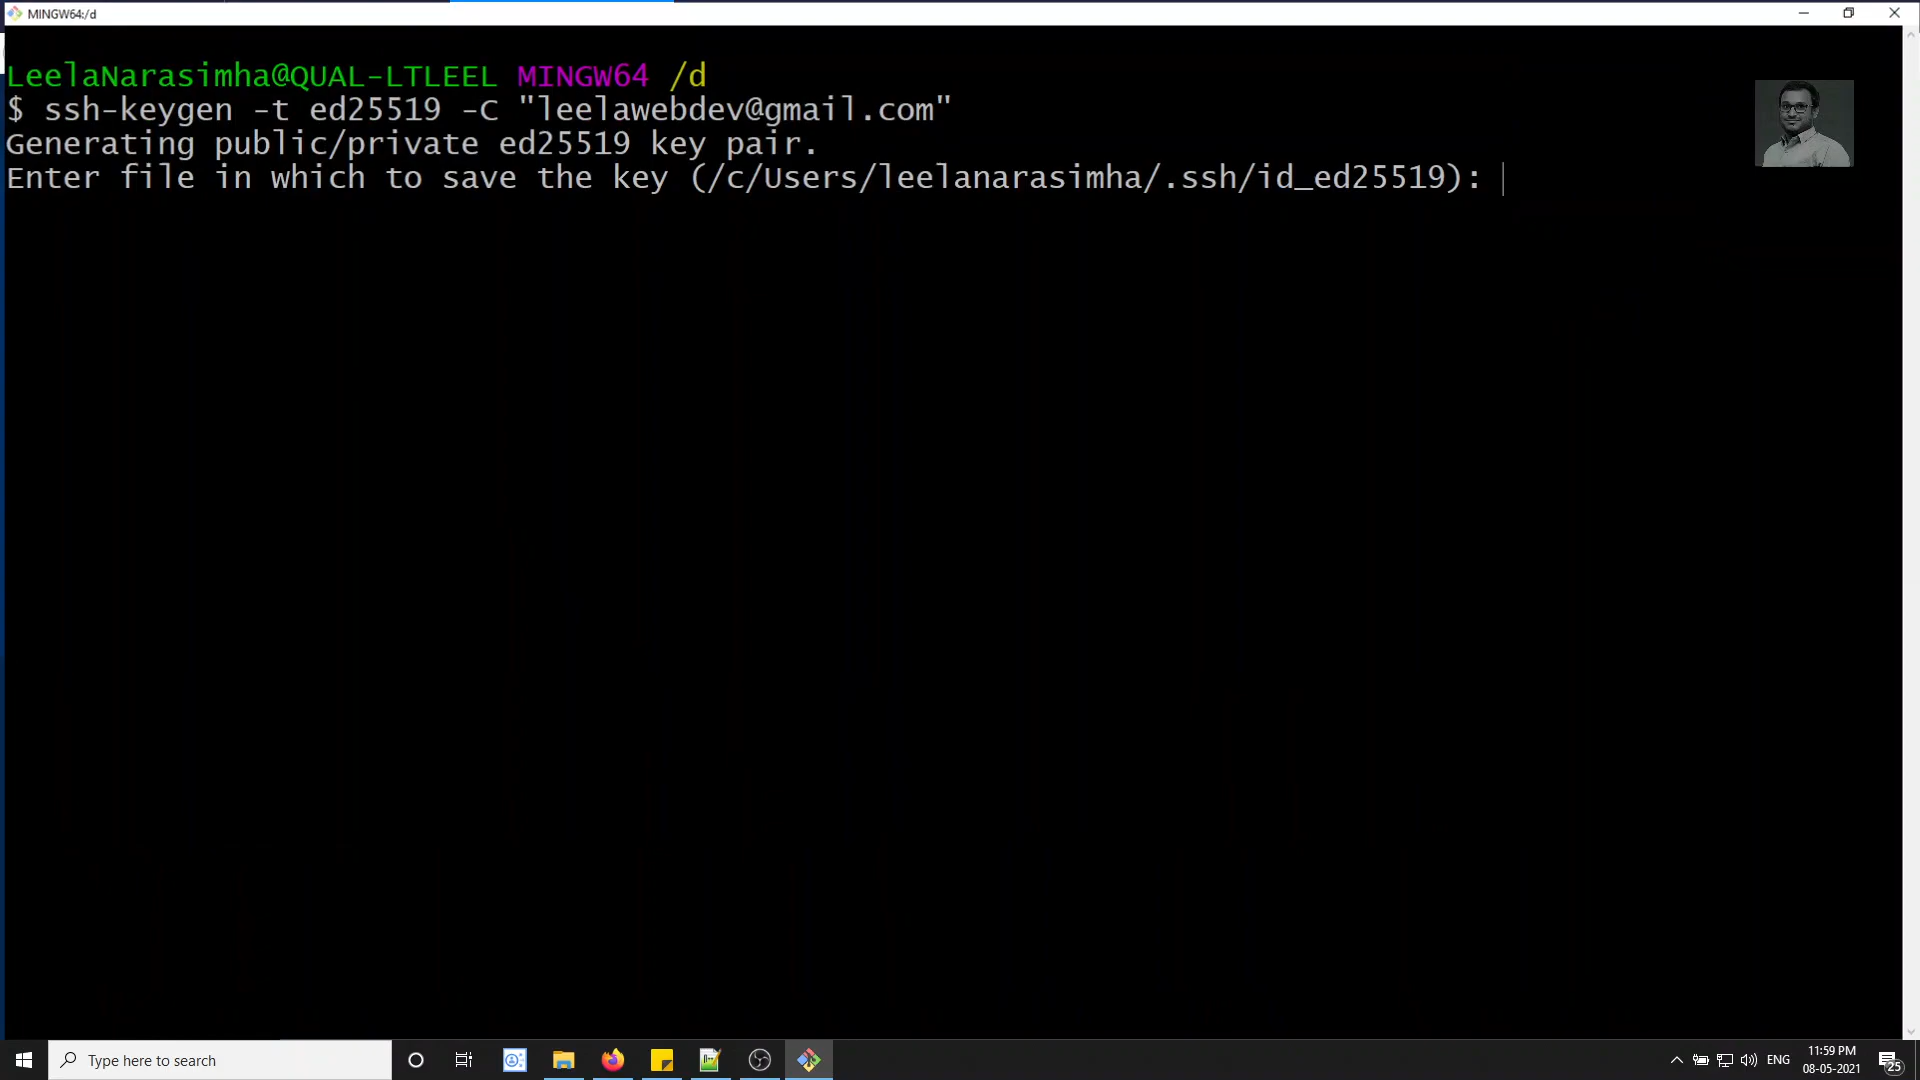 MINGW64:/d
LeelaNarasimha@QUAL-LTLEEL MINGW64 /d
$ ssh-keygen -t ed25519 -C "leelawebdev@gmail.com"
Generating public/private ed25519 key pair.
Enter file in which to save the key (/c/Users/leelanarasimha/.ssh/id_ed25519):
Type here to search
ENG
11:59 PM
08-05-2021
25